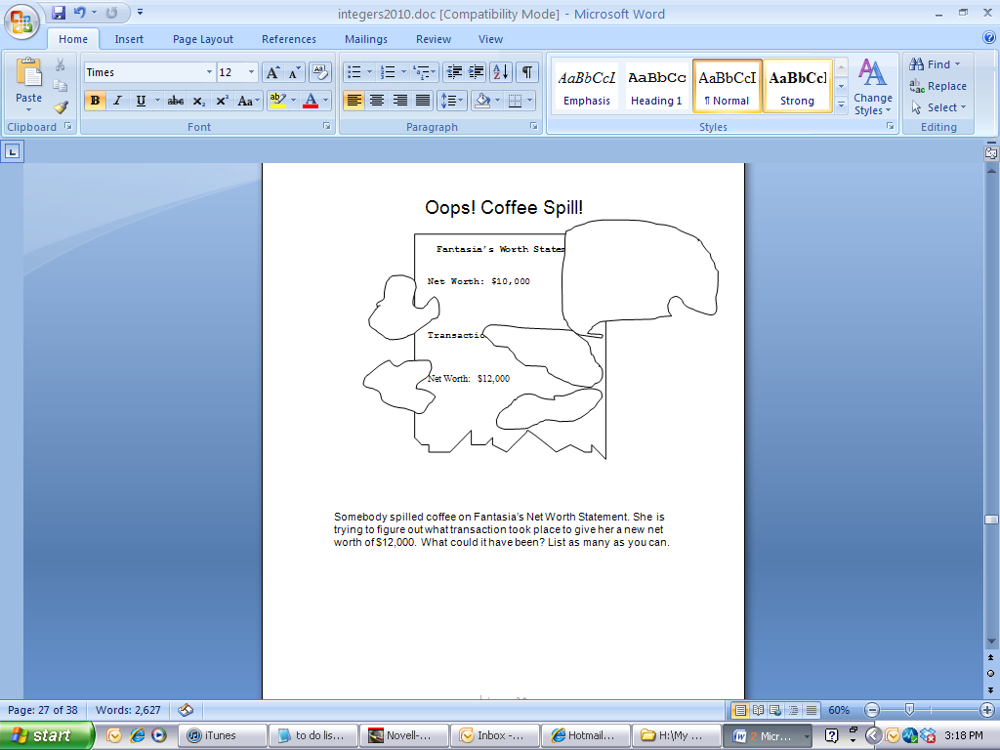 integers2010.doc [Compatibility Mode] - Microsoft Word
Home Insert Page Layout References Mailings Review View
Times 12
AaBbCcI AaBbCc AaBbCcI AaBbCcl
Paste
Emphasis Heading 1 ¶ Normal Strong
Change Styles
Find
Replace
Select
Clipboard Font Paragraph Styles Editing
Oops! Coffee Spill!
Fantasia's Worth Statem
Net Worth: $10,000
Transactio
Net Worth: $12,000
Somebody spilled coffee on Fantasia's Net Worth Statement. She is
trying to figure out what transaction took place to give her a new net
worth of $12,000. What could it have been? List as many as you can.
Page: 27 of 38 Words: 2,627 60%
start iTunes to do lis... Novell-... Inbox -... Hotmail... H:\My ... ? Micr... 3:18 PM